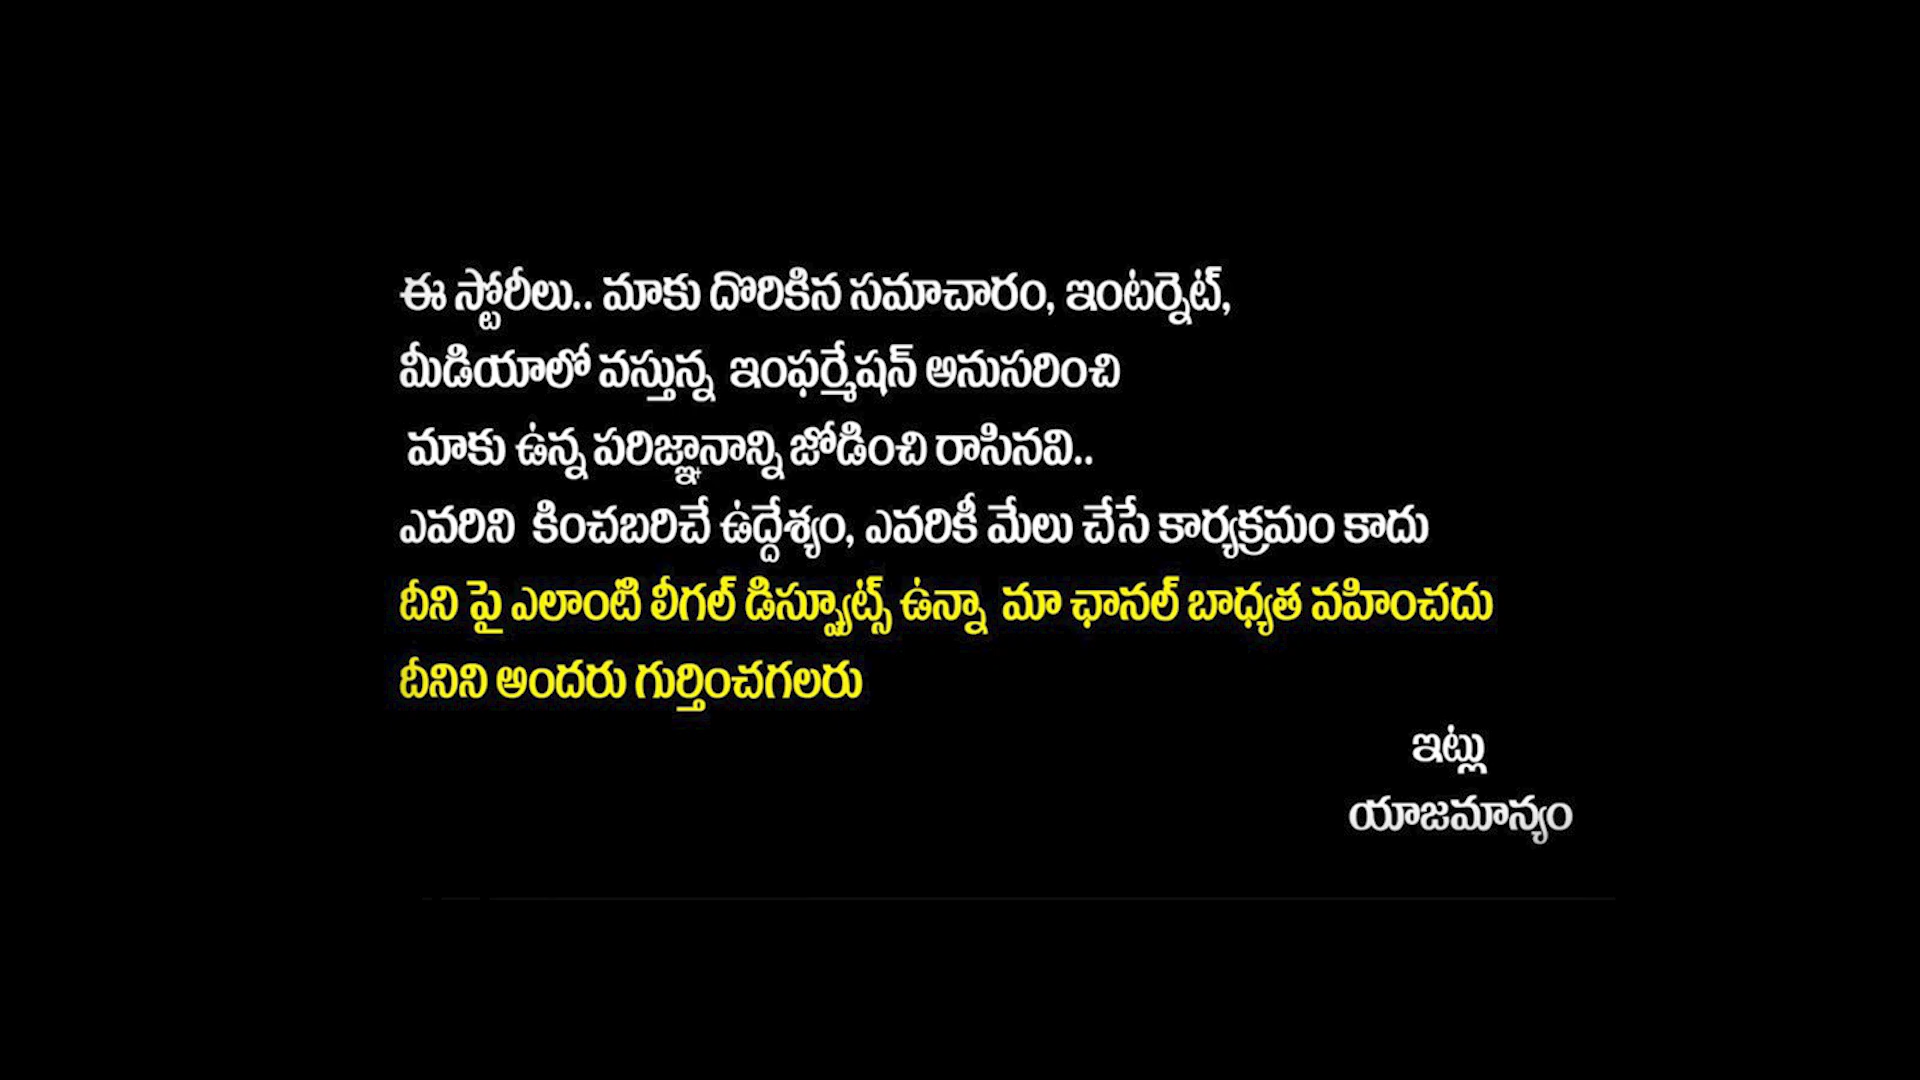 ఈ స్టోరీలు.. మాకు దొరికిన సమాచారం, ఇంటర్నెట్,
మీడియాలో వస్తున్న ఇంఫర్మేషన్ అనుసరించి
మాకు ఉన్న పరిజ్ఞానాన్ని జోడించి రాసినవి..
ఎవరిని కించబరిచే ఉద్దేశ్యం, ఎవరికీ మేలు చేసే కార్యక్రమం కాదు
దీని పై ఎలాంటి లీగల్ డిస్ప్యూట్స్ ఉన్నా మా ఛానల్ బాధ్యత వహించదు
దీనిని అందరు గుర్తించగలరు
ఇట్లు
యాజమాన్యం